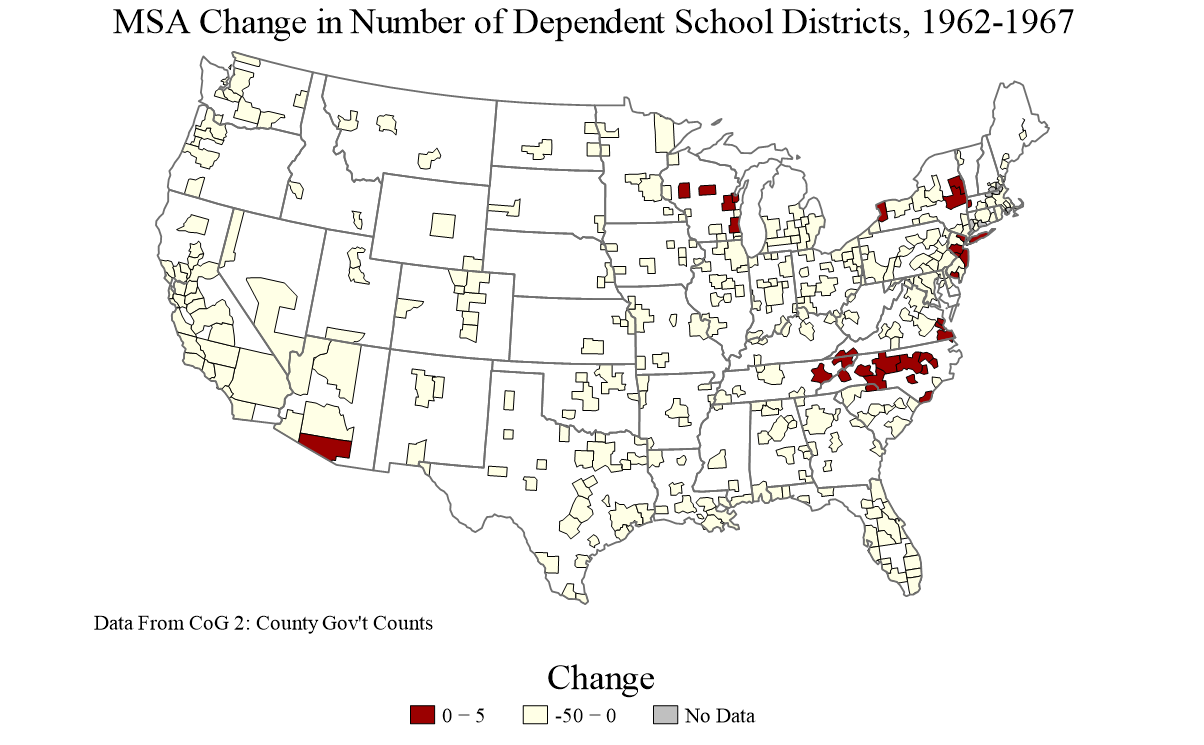 MSA Change in Number of Dependent School Districts, 1962-1967
Data From CoG 2: County Gov't Counts
Change
0 − 5
-50 − 0
No Data